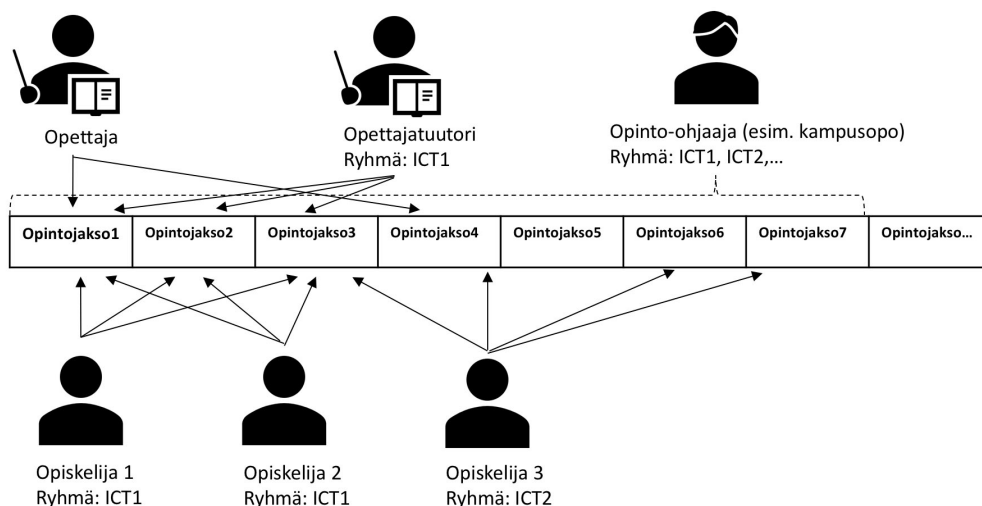 Opettaja
Opettajatuutori
Ryhmä: ICT1
Opinto-ohjaaja (esim. kampusopo)
Ryhmä: ICT1, ICT2,...
Opintojakso1 Opintojakso2 Opintojakso3 Opintojakso4 Opintojakso5 Opintojakso6 Opintojakso7 Opintojakso...
Opiskelija 1
Ryhmä: ICT1
Opiskelija 2
Ryhmä: ICT1
Opiskelija 3
Ryhmä: ICT2